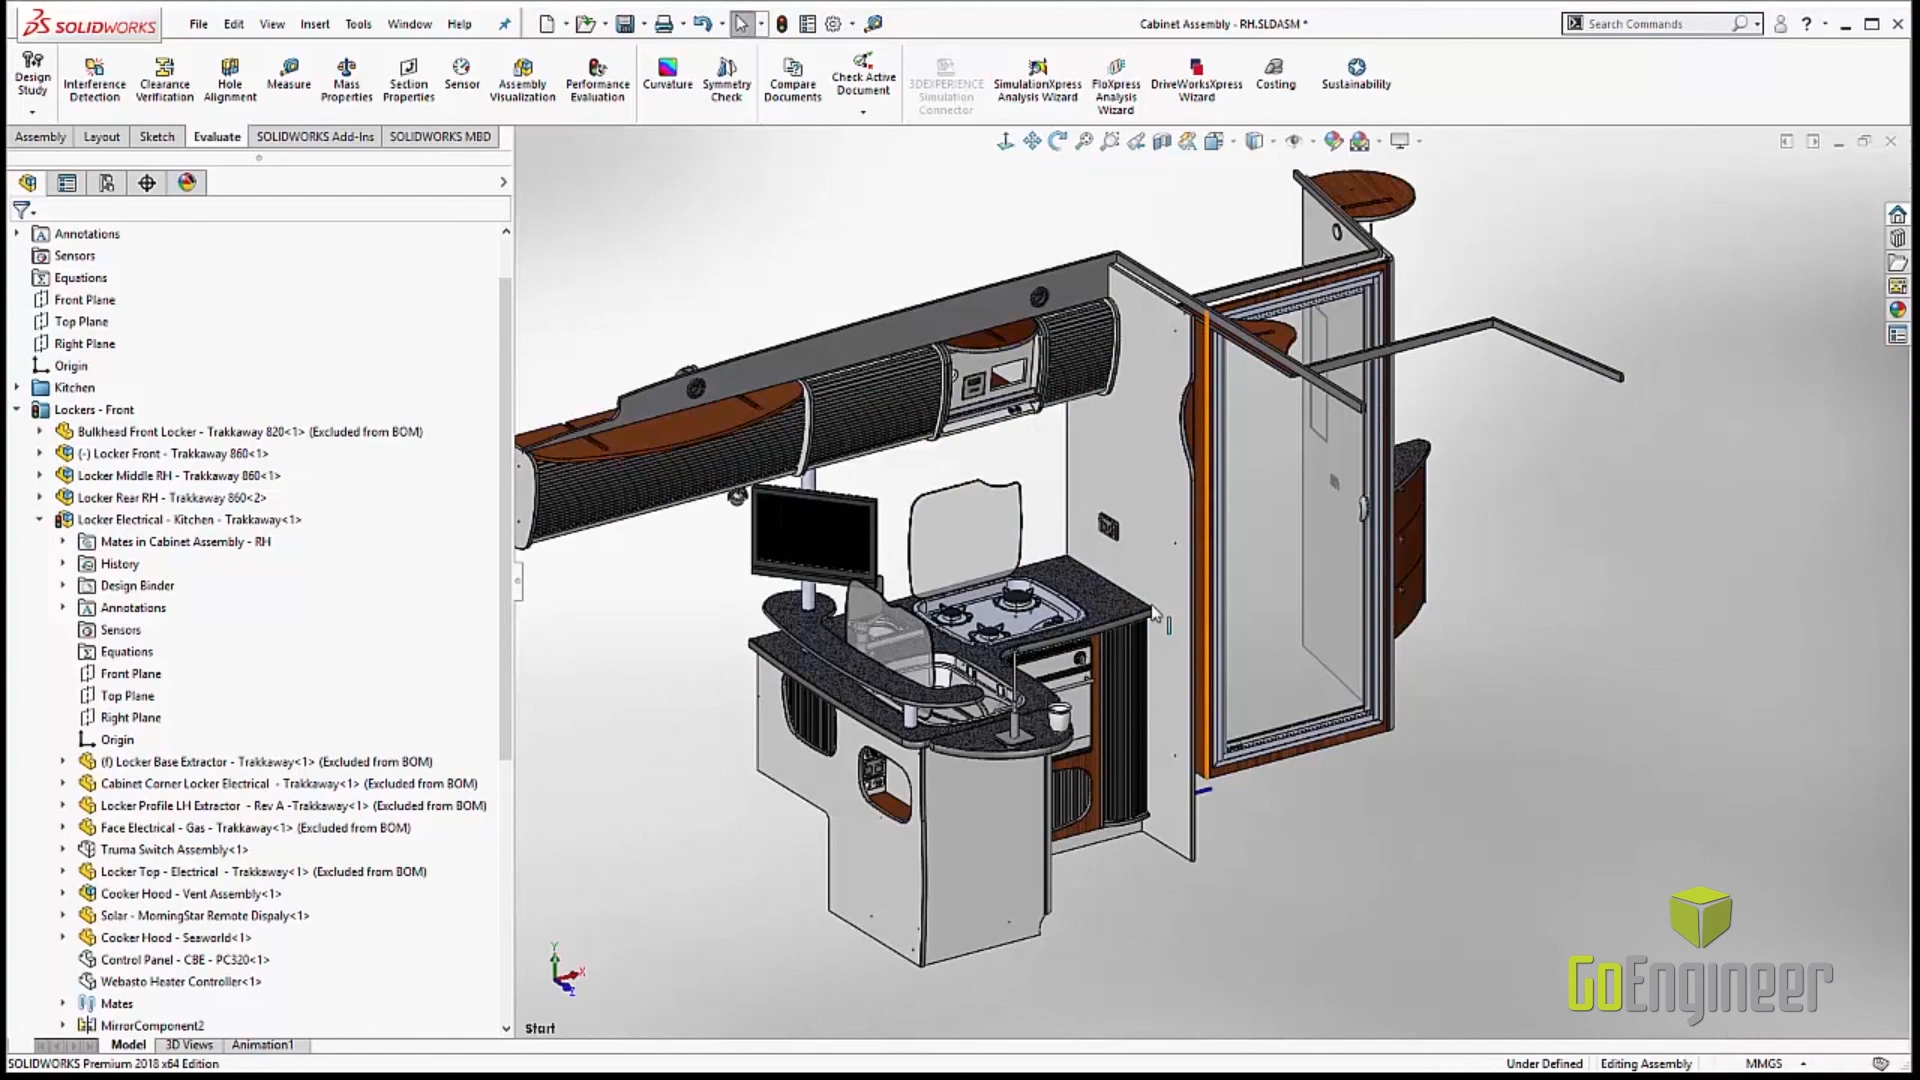 SOLIDWORKS
File Edit View Insert Tools Window Help
Cabinet Assembly - RH.SLDASM *
Search Commands
?
Design Study
Interference Detection
Clearance Verification
Hole Alignment
Measure
Mass Properties
Section Properties
Sensor
Assembly Visualization
Performance Evaluation
Curvature
Symmetry Check
Compare Documents
Check Active Document
3DEXPERIENCE Simulation Connector
SimulationXpress Analysis Wizard
FloXpress Analysis Wizard
DriveWorksXpress Wizard
Costing
Sustainability
Assembly Layout Sketch Evaluate SOLIDWORKS Add-Ins SOLIDWORKS MBD
Annotations
Sensors
Equations
Front Plane
Top Plane
Right Plane
Origin
Kitchen
Lockers - Front
Bulkhead Front Locker - Trakkaway 820<1> (Excluded from BOM)
(-) Locker Front - Trakkaway 860<1>
Locker Middle RH - Trakkaway 860<1>
Locker Rear RH - Trakkaway 860<2>
Locker Electrical - Kitchen - Trakkaway<1>
Mates in Cabinet Assembly - RH
History
Design Binder
Annotations
Sensors
Equations
Front Plane
Top Plane
Right Plane
Origin
(f) Locker Base Extractor - Trakkaway<1> (Excluded from BOM)
Cabinet Corner Locker Electrical - Trakkaway<1> (Excluded from BOM)
Locker Profile LH Extractor - Rev A -Trakkaway<1> (Excluded from BOM)
Face Electrical - Gas - Trakkaway<1> (Excluded from BOM)
Truma Switch Assembly<1>
Locker Top - Electrical - Trakkaway<1> (Excluded from BOM)
Cooker Hood - Vent Assembly<1>
Solar - MorningStar Remote Dispaly<1>
Cooker Hood - Seaworld<1>
Control Panel - CBE - PC320<1>
Webasto Heater Controller<1>
Mates
MirrorComponent2
Y
X
Z
Start
GoEngineer
Model 3D Views Animation1
SOLIDWORKS Premium 2018 x64 Edition
Under Defined Editing Assembly MMGS